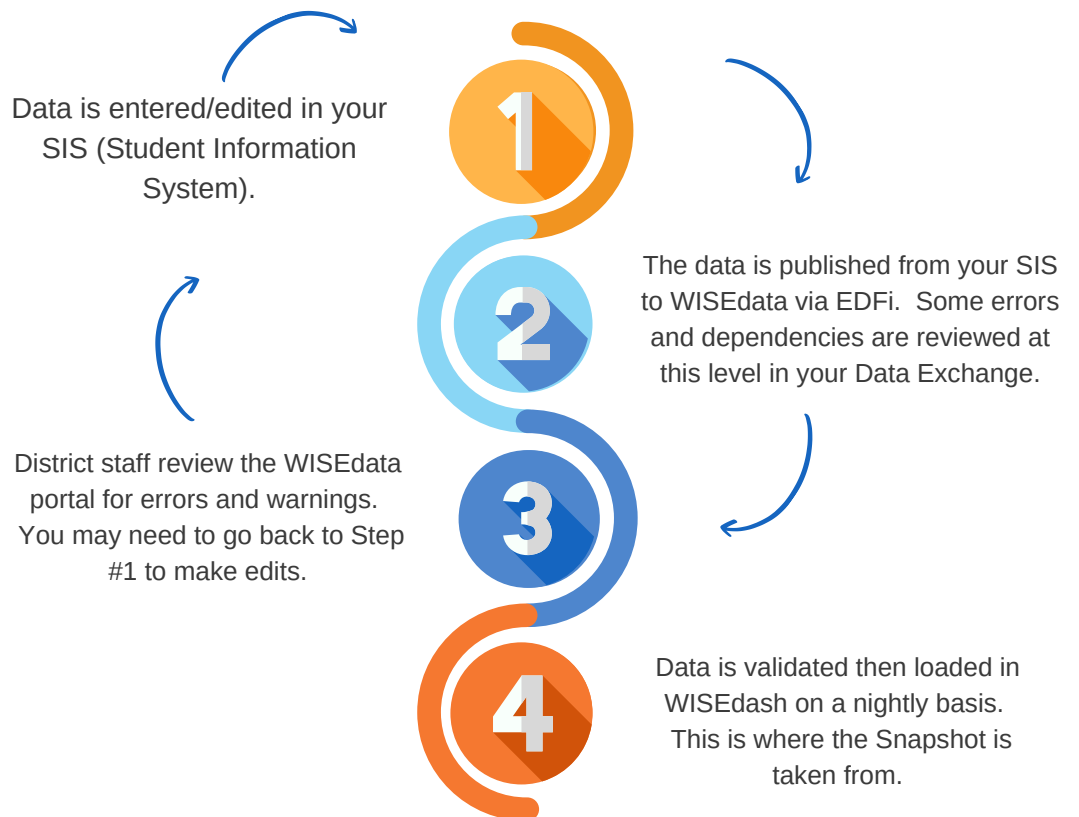 1
Data is entered/edited in your
SIS (Student Information
System).
2
The data is published from your SIS
to WISEdata via EDFi.  Some errors
and dependencies are reviewed at
this level in your Data Exchange.
3
District staff review the WISEdata
portal for errors and warnings.
You may need to go back to Step
#1 to make edits.
4
Data is validated then loaded in
WISEdash on a nightly basis.
This is where the Snapshot is
taken from.